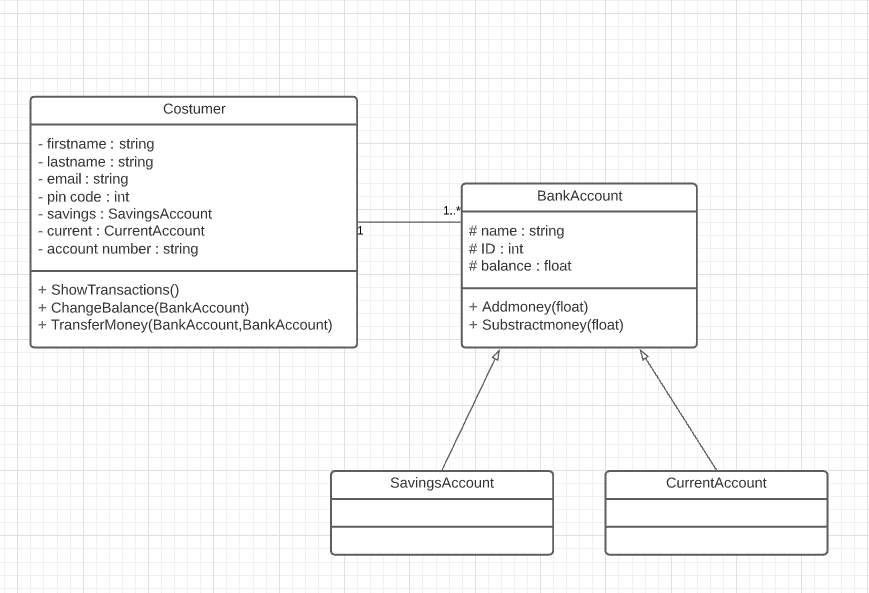 Costumer
- firstname : string
- lastname : string
- email : string
- pin code : int
- savings : SavingsAccount
- current : CurrentAccount
- account number : string
+ ShowTransactions()
+ ChangeBalance(BankAccount)
+ TransferMoney(BankAccount,BankAccount)
1
1..*
BankAccount
# name : string
# ID : int
# balance : float
+ Addmoney(float)
+ Substractmoney(float)
SavingsAccount
CurrentAccount